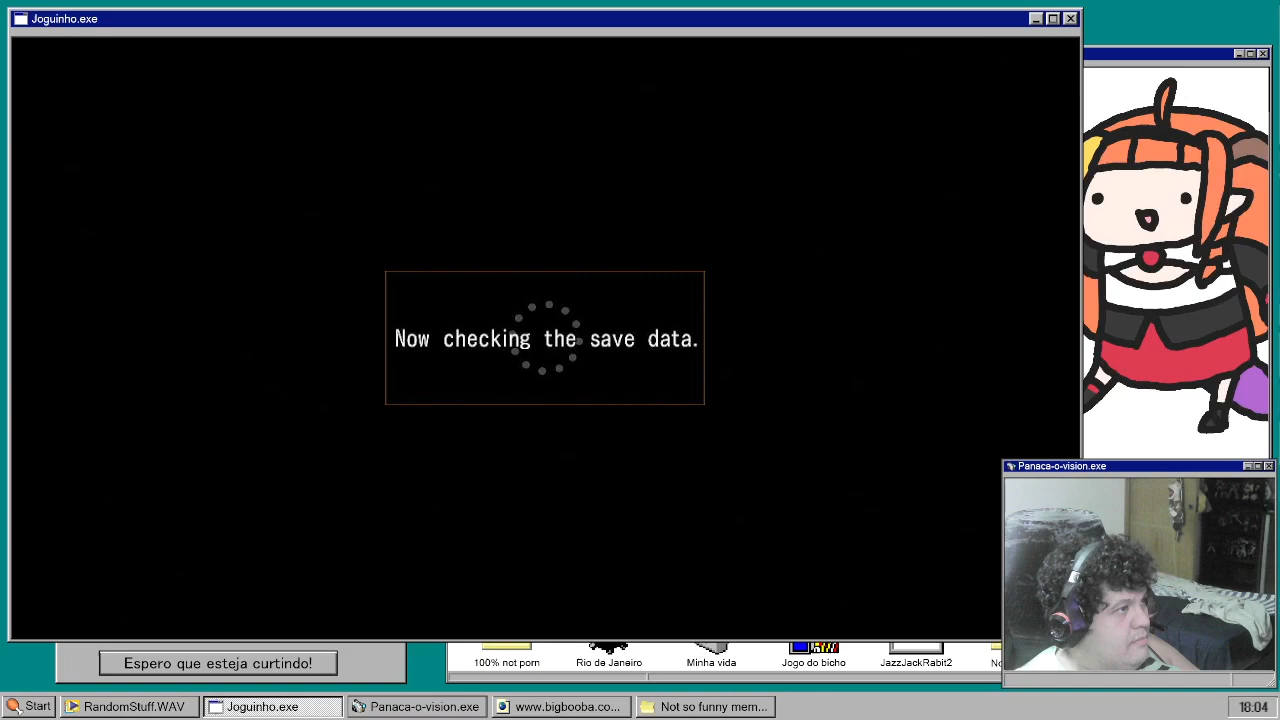 Joguinho.exe
Now checking the save data.
Panaca-o-vision.exe
Espero que esteja curtindo!
100% not porn
Rio de Janeiro
Minha vida
Jogo do bicho
JazzJackRabbit2
Start
RandomStuff.WAV
Joguinho.exe
Panaca-o-vision.exe
www.bigbooba.co...
Not so funny mem...
18:04